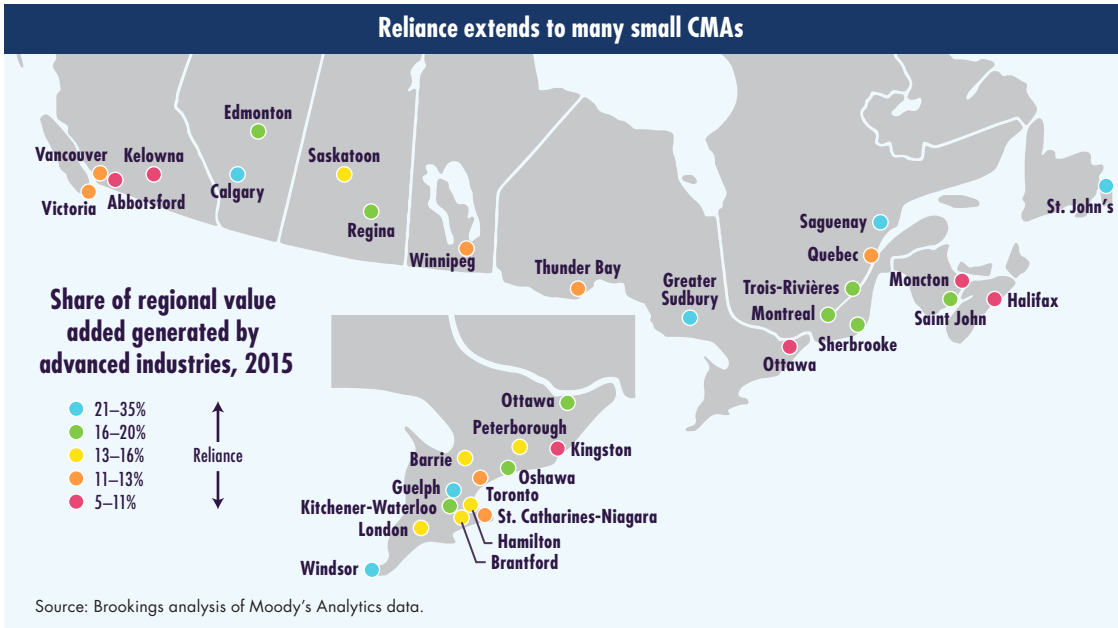 Reliance extends to many small CMAs
Edmonton
Vancouver
Kelowna
Saskatoon
Calgary
Victoria
Abbotsford
Regina
Winnipeg
Thunder Bay
Greater
Sudbury
Saguenay
Quebec
Trois-Rivières
Montreal
Sherbrooke
Ottawa
Moncton
Saint John
Halifax
St. John's
Share of regional value
added generated by
advanced industries, 2015
21–35%
16–20%
13–16%
11–13%
5–11%
Reliance
Ottawa
Peterborough
Kingston
Barrie
Oshawa
Guelph
Toronto
Kitchener-Waterloo
St. Catharines-Niagara
London
Hamilton
Brantford
Windsor
Source: Brookings analysis of Moody's Analytics data.